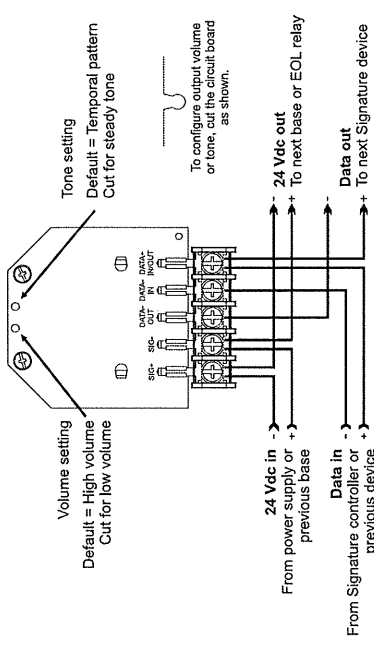 Volume setting
Default = High volume
Cut for low volume
Tone setting
Default = Temporal pattern
Cut for steady tone
To configure output volume
or tone, cut the circuit board
as shown.
SIG+
SIG-
DATA-
OUT
DATA-
IN
DATA+
IN/OUT
24 Vdc in -
From power supply or +
previous base
Data in -
From Signature controller or +
previous device
- 24 Vdc out
+ To next base or EOL relay
- Data out
+ To next Signature device